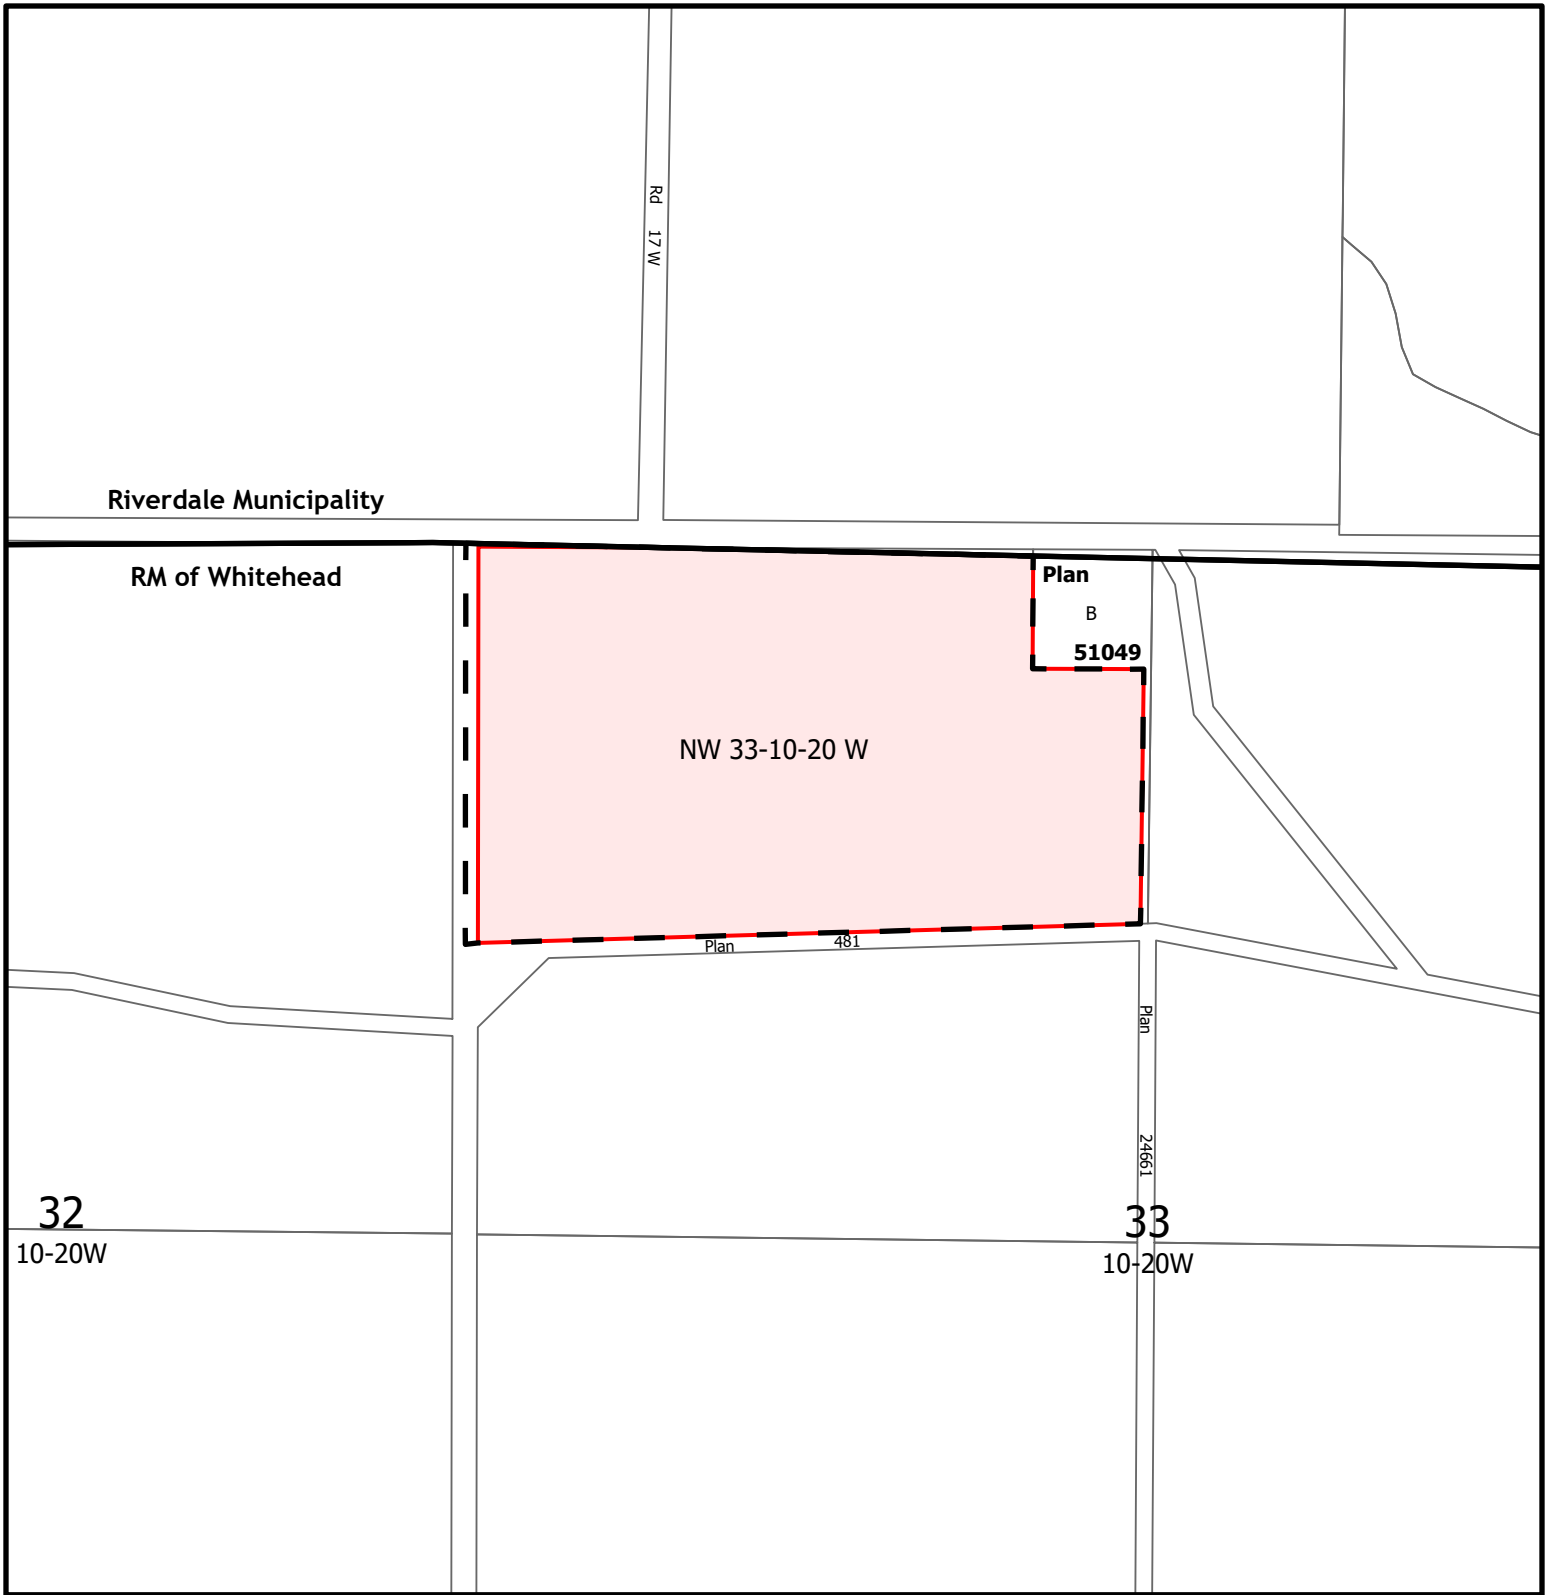 Rd 17 W
Riverdale Municipality
RM of Whitehead
Plan
B
51049
NW 33-10-20 W
Plan 481
Plan 24661
32
10-20W
33
10-20W